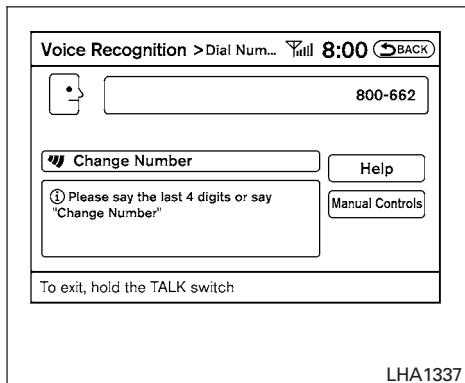 Voice Recognition > Dial Num... 8:00 BACK
800-662
Change Number
Help
Please say the last 4 digits or say
"Change Number"
Manual Controls
To exit, hold the TALK switch
LHA1337